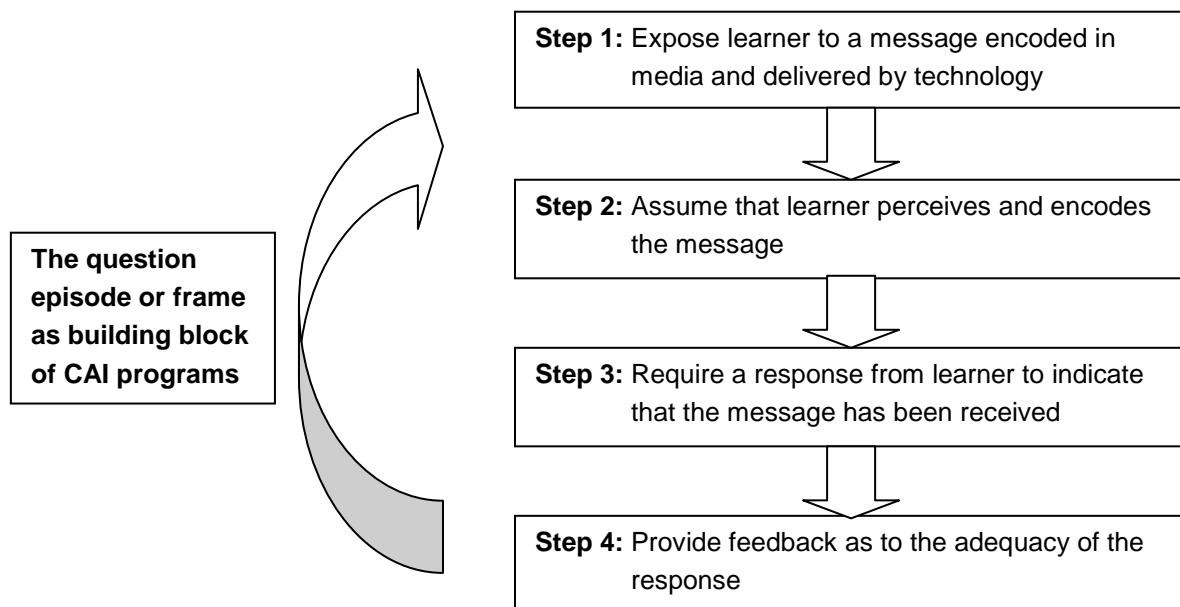 Step 1: Expose learner to a message encoded in
media and delivered by technology
Step 2: Assume that learner perceives and encodes
the message
The question
episode or frame
as building block
of CAI programs
Step 3: Require a response from learner to indicate
that the message has been received
Step 4: Provide feedback as to the adequacy of the
response